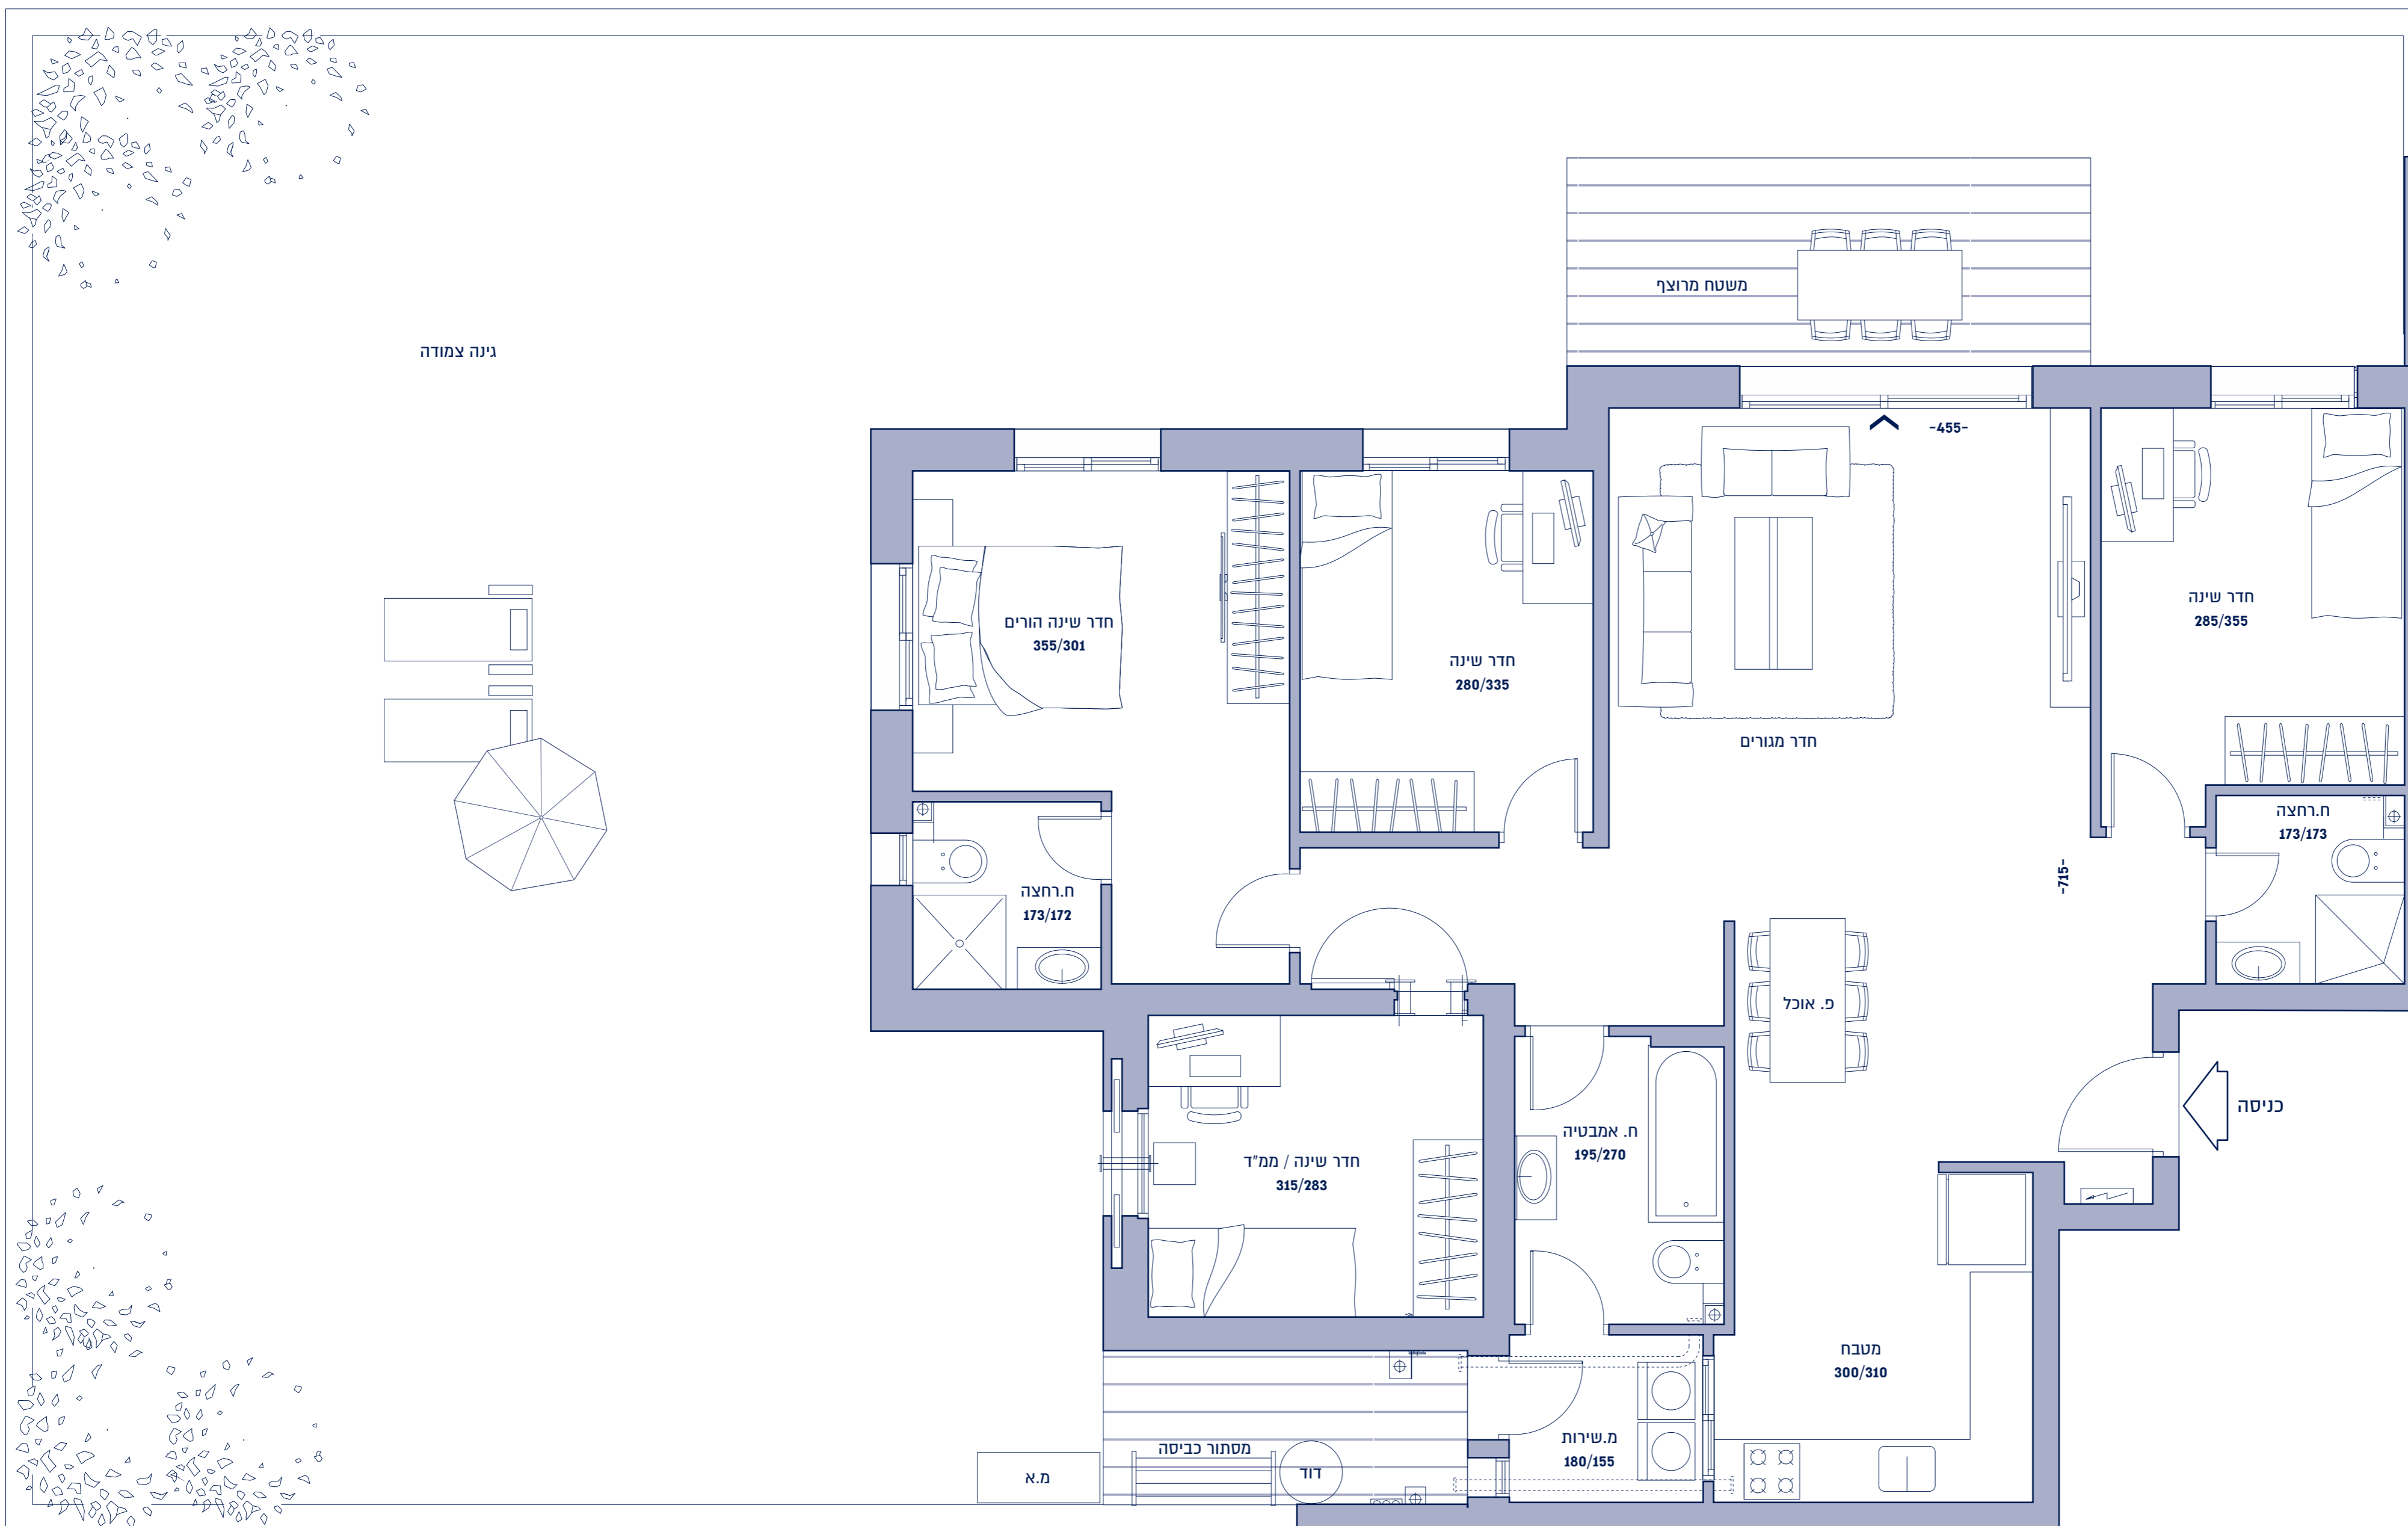 משטח מרוצף
גינה צמודה
-455-
חדר שינה
285/355
חדר שינה הורים
355/301
חדר שינה
280/335
חדר מגורים
ח.רחצה
173/173
-715-
ח.רחצה
173/172
פ. אוכל
כניסה
ח. אמבטיה
195/270
חדר שינה / ממ"ד
315/283
מטבח
300/310
מ.שירות
180/155
מסתור כביסה
דוד
מ.א